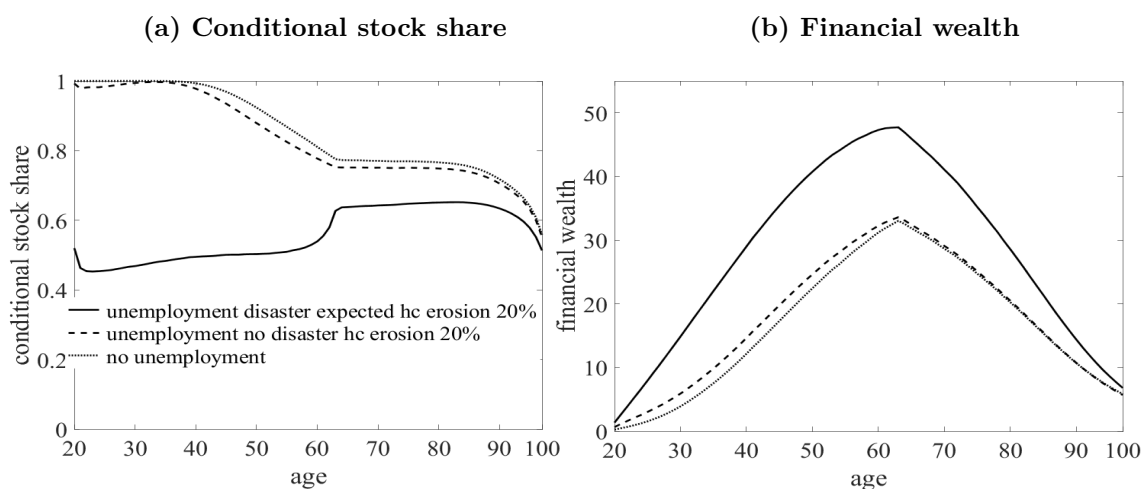 (a) Conditional stock share
(b) Financial wealth
conditional stock share
1
0.8
0.6
0.4
0.2
0
unemployment disaster expected hc erosion 20%
unemployment no disaster hc erosion 20%
no unemployment
20 30 40 50 60 70 80 90 100
age
financial wealth
50
40
30
20
10
0
20 30 40 50 60 70 80 90 100
age